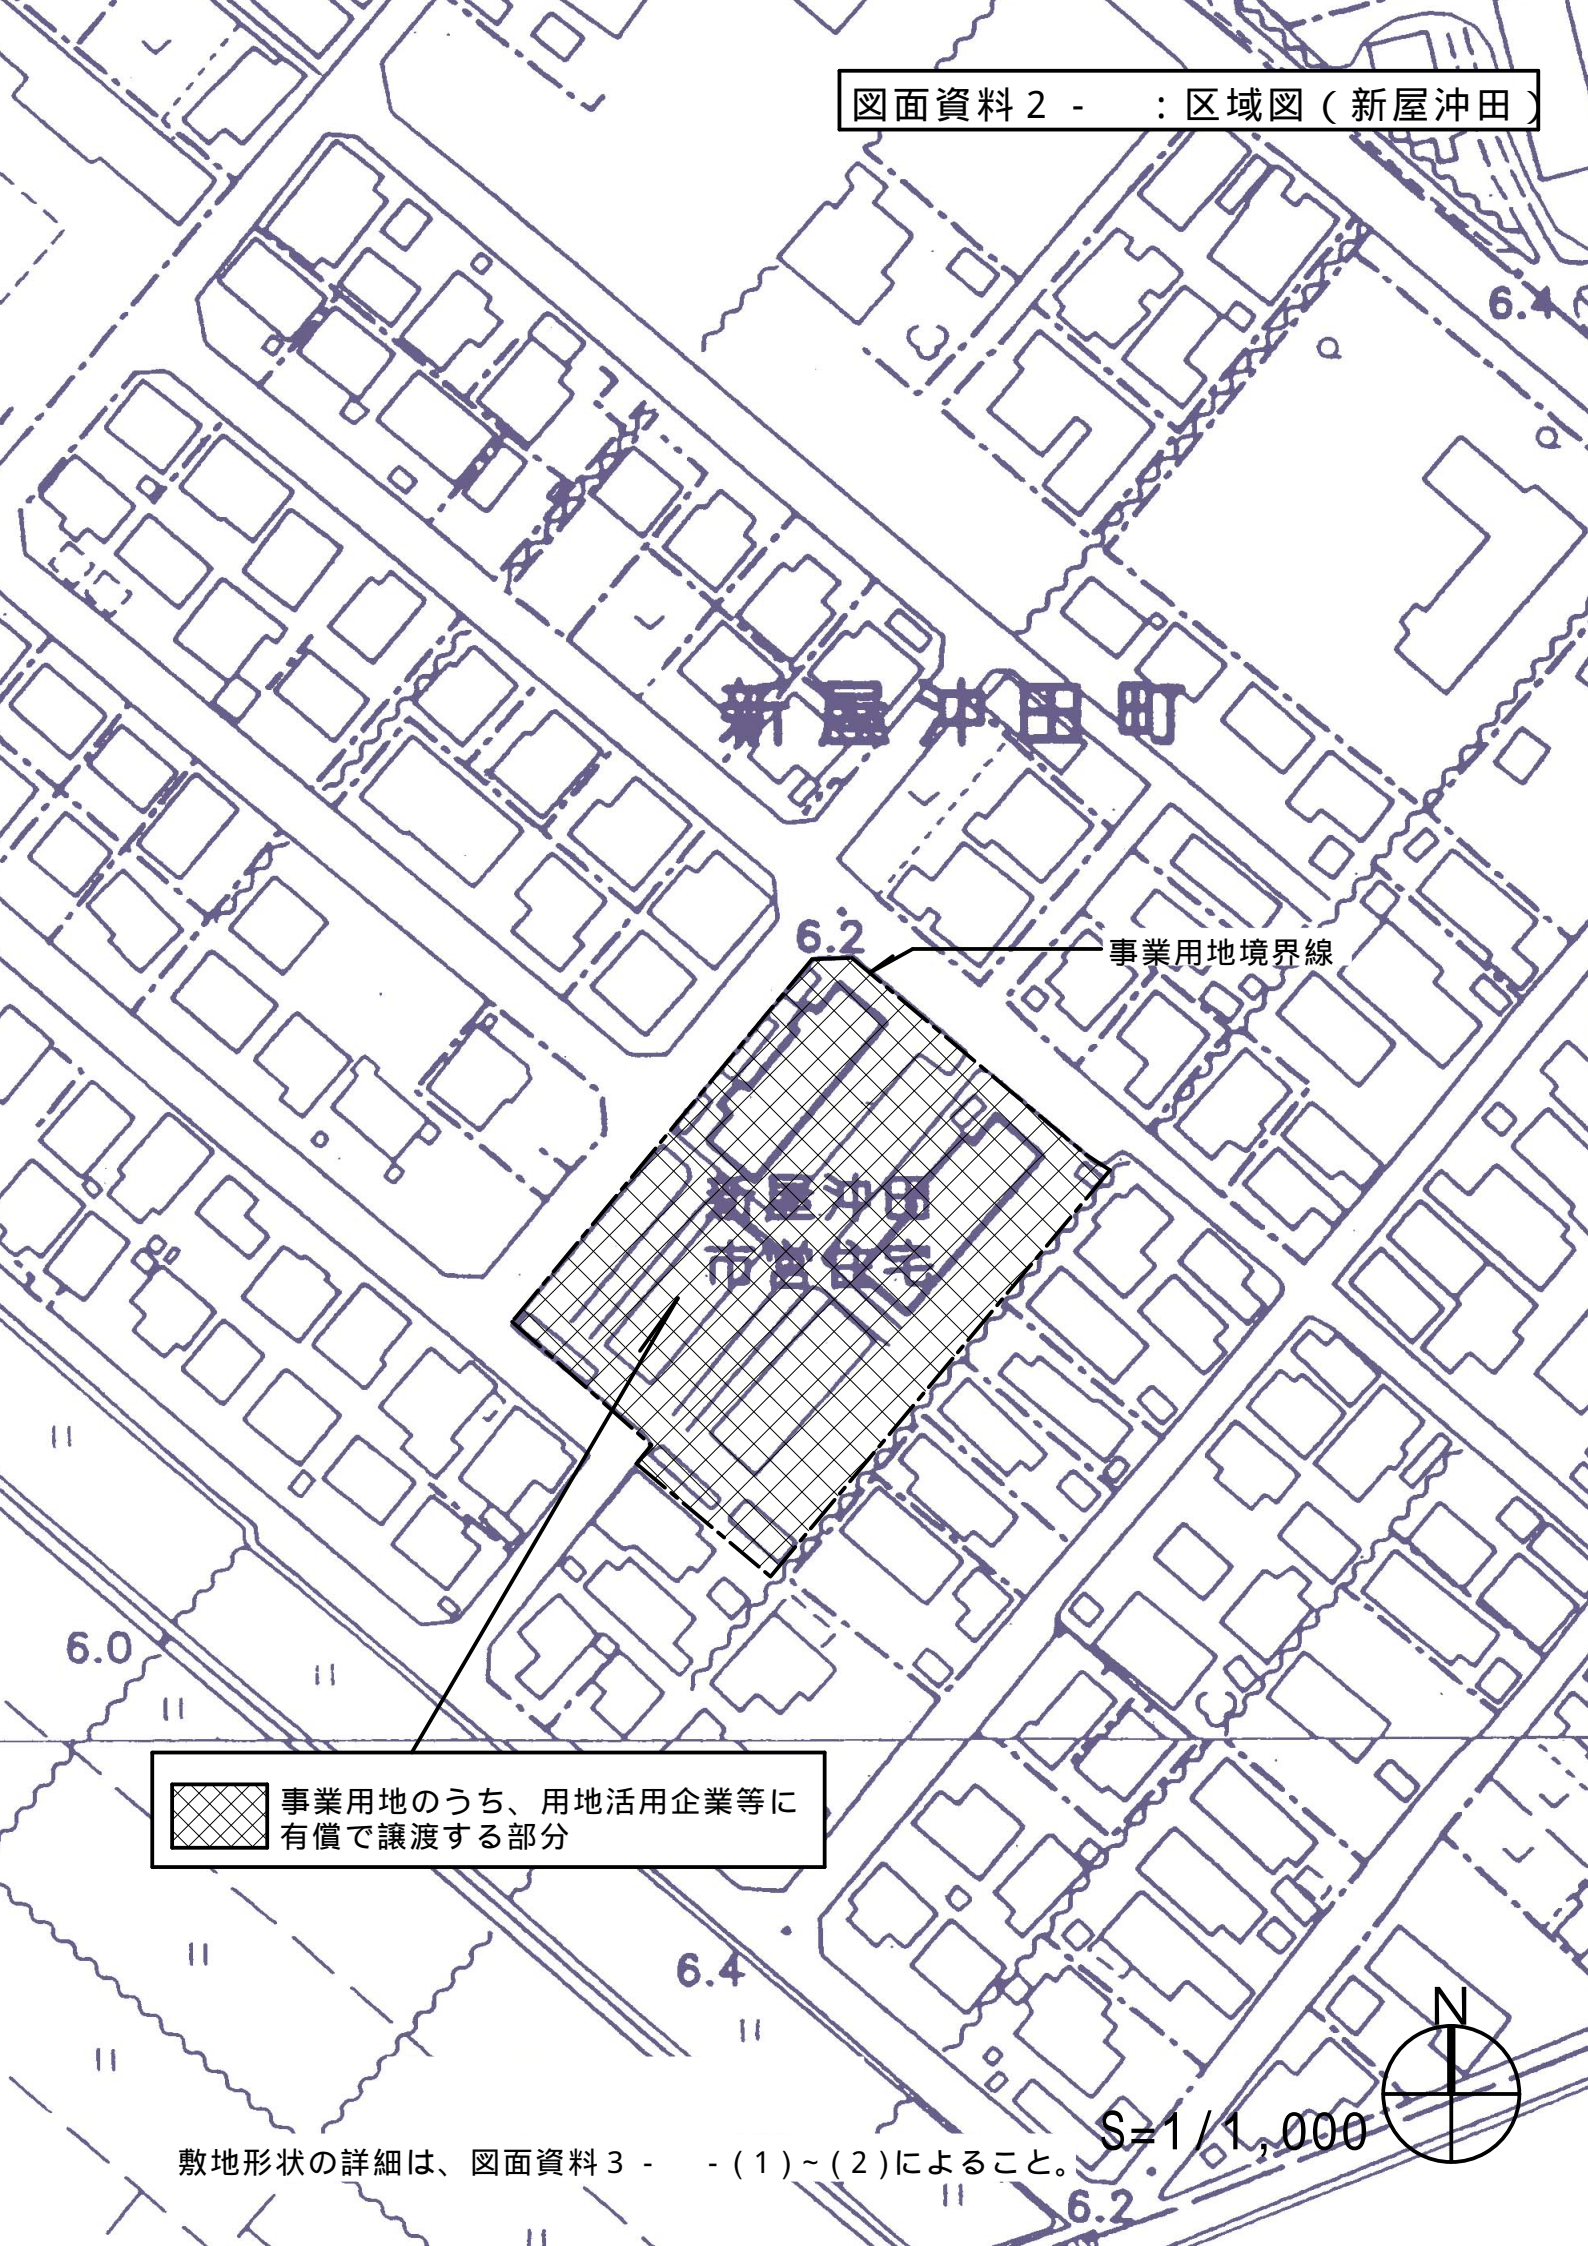 図面資料２-　：区域図（新屋沖田）
6.4
新屋沖田町
6.2
事業用地境界線
新屋沖田
市営住宅
6.0
事業用地のうち、用地活用企業等に
有償で譲渡する部分
6.4
N
S=1/1,000
敷地形状の詳細は、図面資料３-　-(1)~(2)によること。
6.2